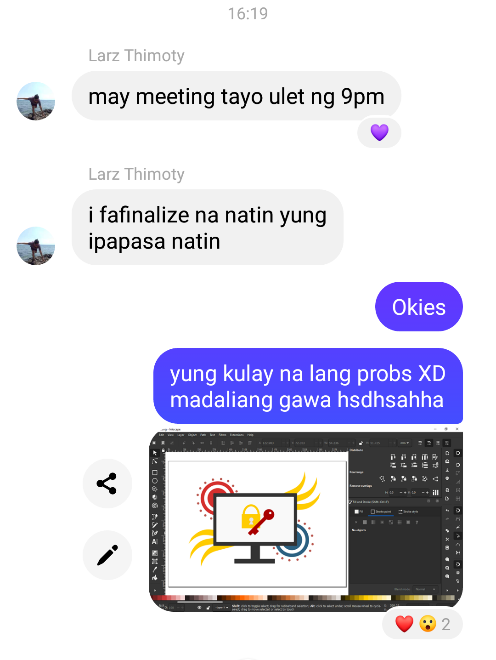 16:19
Larz Thimoty
may meeting tayo ulet ng 9pm
Larz Thimoty
i fafinalize na natin yung
ipapasa natin
Okies
yung kulay na lang probs XD
madaliang gawa hsdhsahha
2